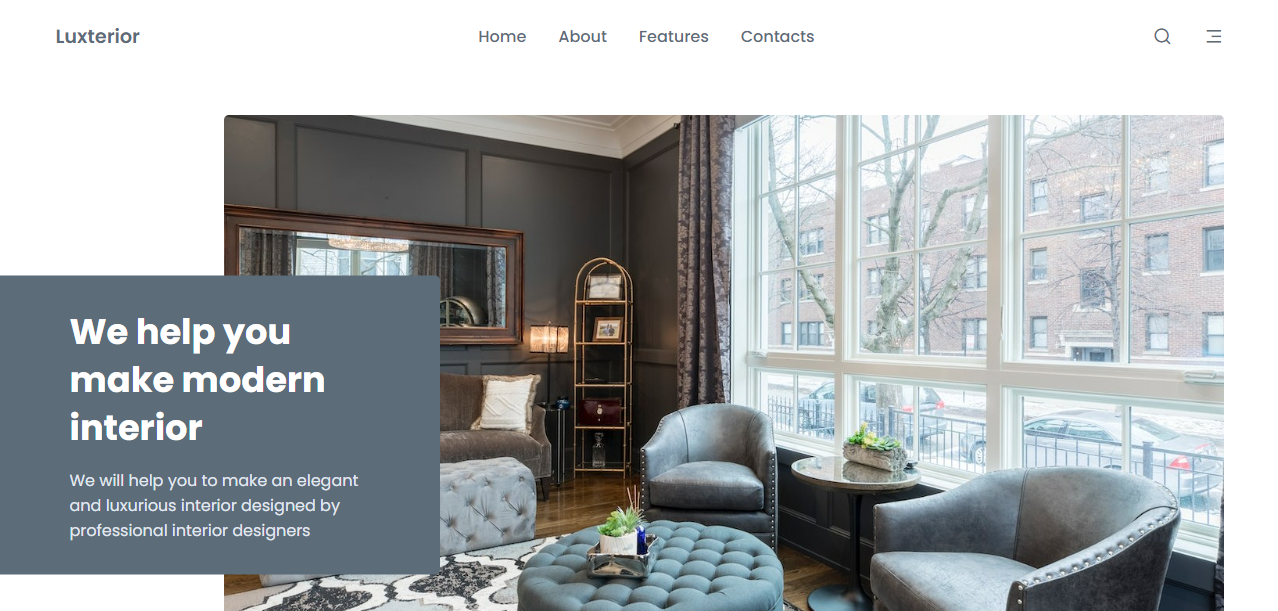 Luxterior
Home About Features Contacts
We help you
make modern
interior
We will help you to make an elegant
and luxurious interior designed by
professional interior designers